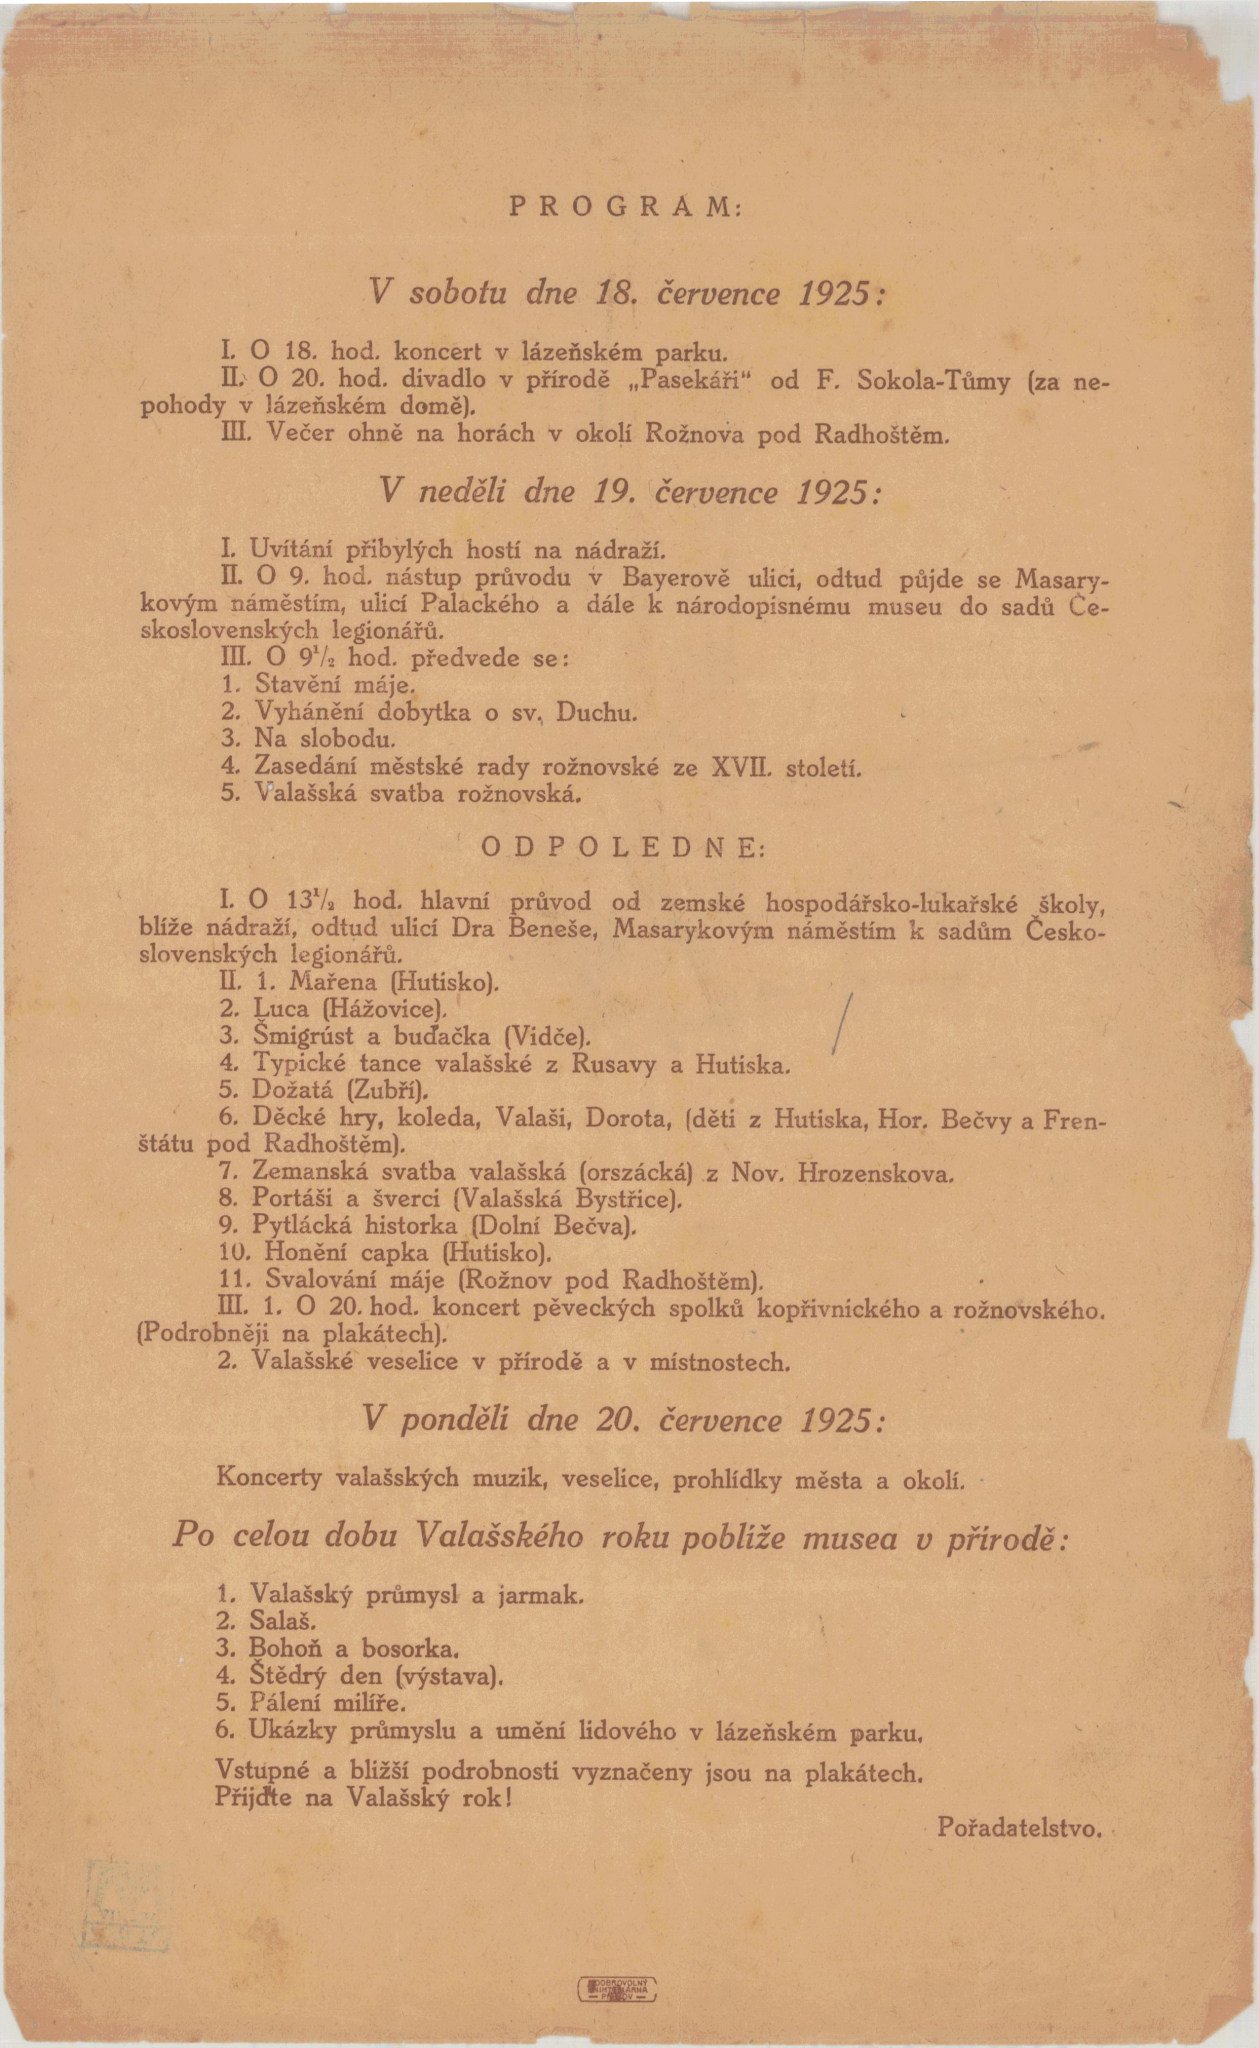 PROGRAM:
V sobotu dne 18. července 1925:
I. O 18. hod. koncert v lázeňském parku.
II. O 20. hod. divadlo v přírodě „Pasekáři“ od F. Sokola-Tůmy (za ne-
pohody v lázeňském domě).
III. Večer ohně na horách v okolí Rožnova pod Radhoštěm.
V neděli dne 19. července 1925:
I. Uvítání přibylých hostí na nádraží.
II. O 9. hod. nástup průvodu v Bayerově ulici, odtud půjde se Masary-
kovým náměstím, ulicí Palackého a dále k národopisnému museu do sadů Če-
skoslovenských legionářů.
III. O 9½ hod. předvede se:
1. Stavění máje.
2. Vyhánění dobytka o sv. Duchu.
3. Na slobodu.
4. Zasedání městské rady rožnovské ze XVII. století.
5. Valašská svatba rožnovská.
ODPOLEDNE:
I. O 13½ hod. hlavní průvod od zemské hospodářsko-lukařské školy,
blíže nádraží, odtud ulicí Dra Beneše, Masarykovým náměstím k sadům Česko-
slovenských legionářů.
II. 1. Mařena (Hutisko).
2. Luca (Hážovice).
3. Šmigrúst a buďačka (Vidče).
4. Typické tance valašské z Rusavy a Hutiska.
5. Dožatá (Zubří).
6. Děcké hry, koleda, Valaši, Dorota, (děti z Hutiska, Hor. Bečvy a Fren-
štátu pod Radhoštěm).
7. Zemanská svatba valašská (orszácká) z Nov. Hrozenskova.
8. Portáši a šverci (Valašská Bystřice).
9. Pytlácká historka (Dolní Bečva).
10. Honění capka (Hutisko).
11. Svalování máje (Rožnov pod Radhoštěm).
III. 1. O 20. hod. koncert pěveckých spolků kopřivnického a rožnovského.
(Podrobněji na plakátech).
2. Valašské veselice v přírodě a v místnostech.
V pondělí dne 20. července 1925:
Koncerty valašských muzik, veselice, prohlídky města a okolí.
Po celou dobu Valašského roku poblíže musea v přírodě:
1. Valašský průmysl a jarmak.
2. Salaš.
3. Bohoň a bosorka.
4. Štědrý den (výstava).
5. Pálení milíře.
6. Ukázky průmyslu a umění lidového v lázeňském parku.
Vstupné a bližší podrobnosti vyznačeny jsou na plakátech.
Přijďte na Valašský rok!
Pořadatelstvo.
DOBROVOLNÝ